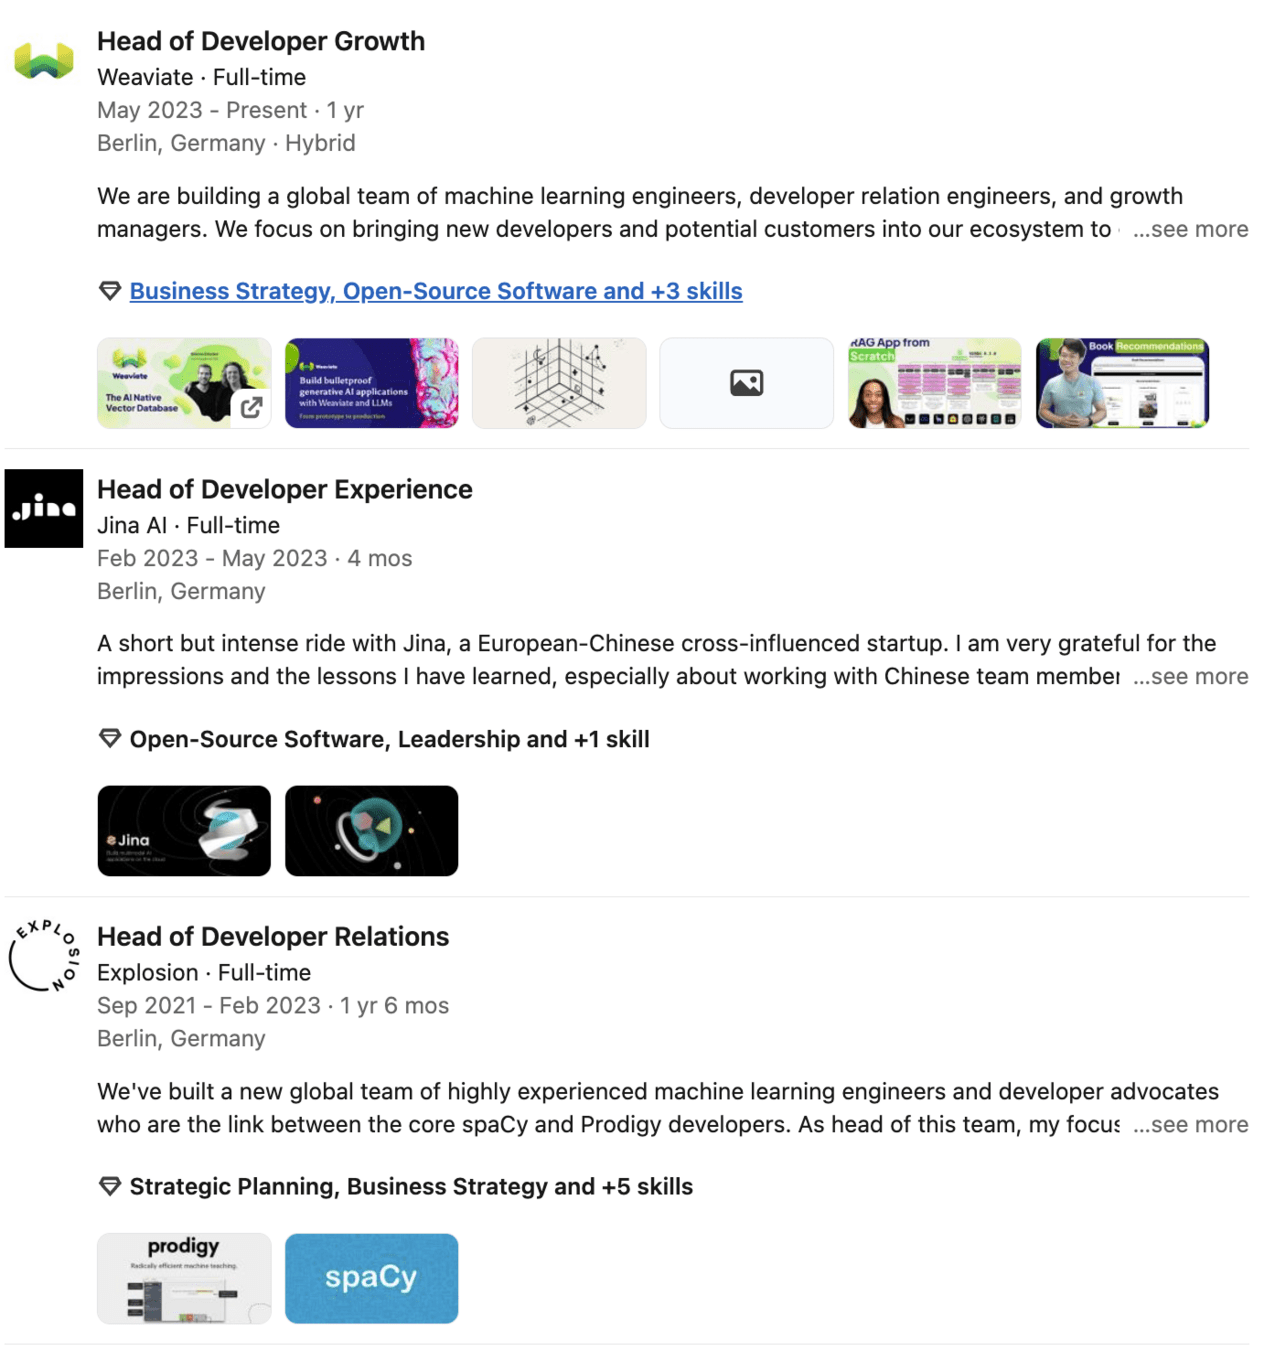 Head of Developer Growth
Weaviate · Full-time
May 2023 - Present · 1 yr
Berlin, Germany · Hybrid
We are building a global team of machine learning engineers, developer relation engineers, and growth
managers. We focus on bringing new developers and potential customers into our ecosystem to ...see more
Business Strategy, Open-Source Software and +3 skills
Weaviate
The AI Native
Vector Database
Weaviate
Build bulletproof
generative AI applications
with Weaviate and LLMs
From prototype to production
RAG App from
Scratch
Book Recommendations
Jina
Head of Developer Experience
Jina AI · Full-time
Feb 2023 - May 2023 · 4 mos
Berlin, Germany
A short but intense ride with Jina, a European-Chinese cross-influenced startup. I am very grateful for the
impressions and the lessons I have learned, especially about working with Chinese team member ...see more
Open-Source Software, Leadership and +1 skill
Jina
EXPLOSION
Head of Developer Relations
Explosion · Full-time
Sep 2021 - Feb 2023 · 1 yr 6 mos
Berlin, Germany
We've built a new global team of highly experienced machine learning engineers and developer advocates
who are the link between the core spaCy and Prodigy developers. As head of this team, my focus ...see more
Strategic Planning, Business Strategy and +5 skills
prodigy
Radically efficient machine teaching.
spaCy